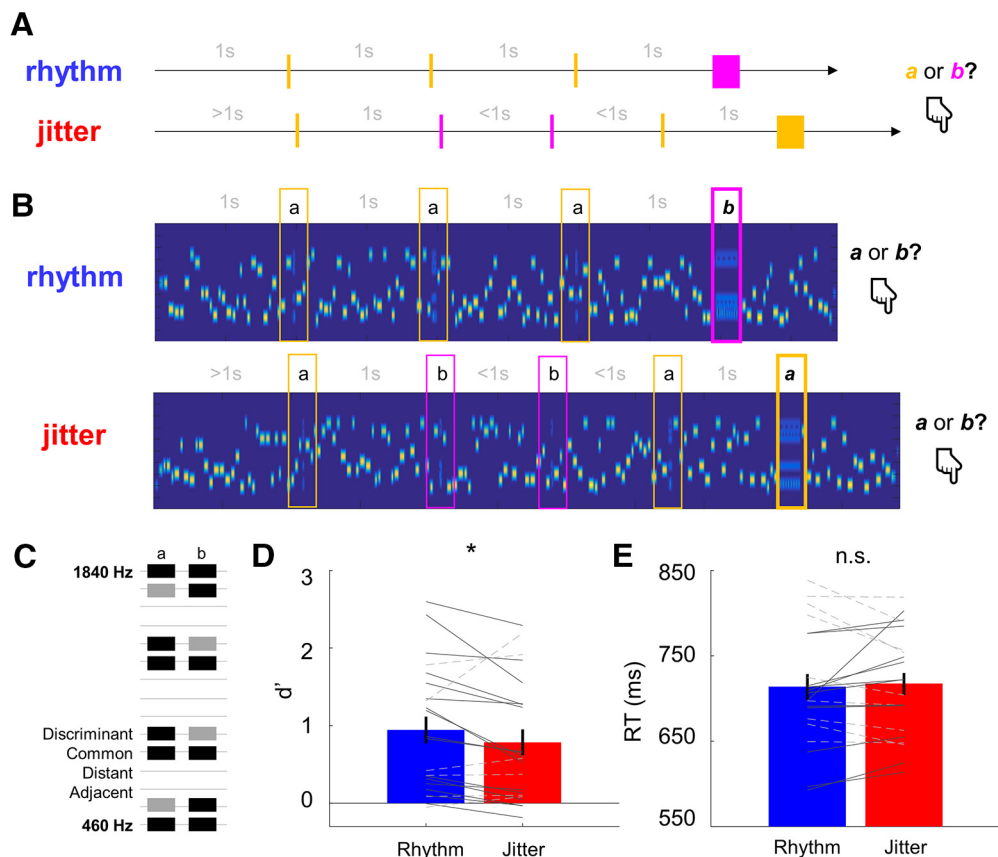 A
1s 1s 1s 1s
rhythm
a or b?
>1s 1s <1s <1s 1s
jitter
B
1s a 1s a 1s a 1s b
rhythm
a or b?
>1s a 1s b <1s b <1s a 1s a
jitter
a or b?
C
a b
1840 Hz
Discriminant
Common
Distant
Adjacent
460 Hz
D
*
3
2
d'
1
0
Rhythm Jitter
E
n.s.
850
750
RT (ms)
650
550
Rhythm Jitter